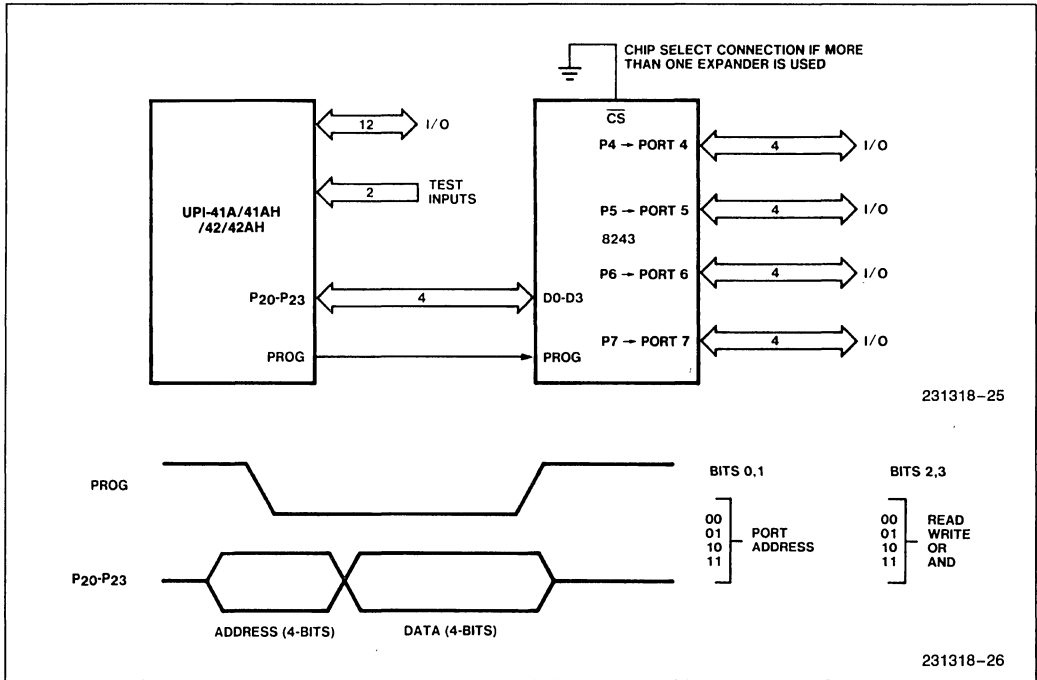 CHIP SELECT CONNECTION IF MORE
THAN ONE EXPANDER IS USED
12 I/O
CS
P4 → PORT 4 4 I/O
2 TEST
INPUTS
UPI-41A/41AH
/42/42AH
P5 → PORT 5 4 I/O
8243
P6 → PORT 6 4 I/O
P20-P23 4 D0-D3
P7 → PORT 7 4 I/O
PROG PROG
231318-25
PROG
BITS 0,1
BITS 2,3
00
01
10
11
PORT
ADDRESS
00
01
10
11
READ
WRITE
OR
AND
P20-P23
ADDRESS (4-BITS) DATA (4-BITS)
231318-26